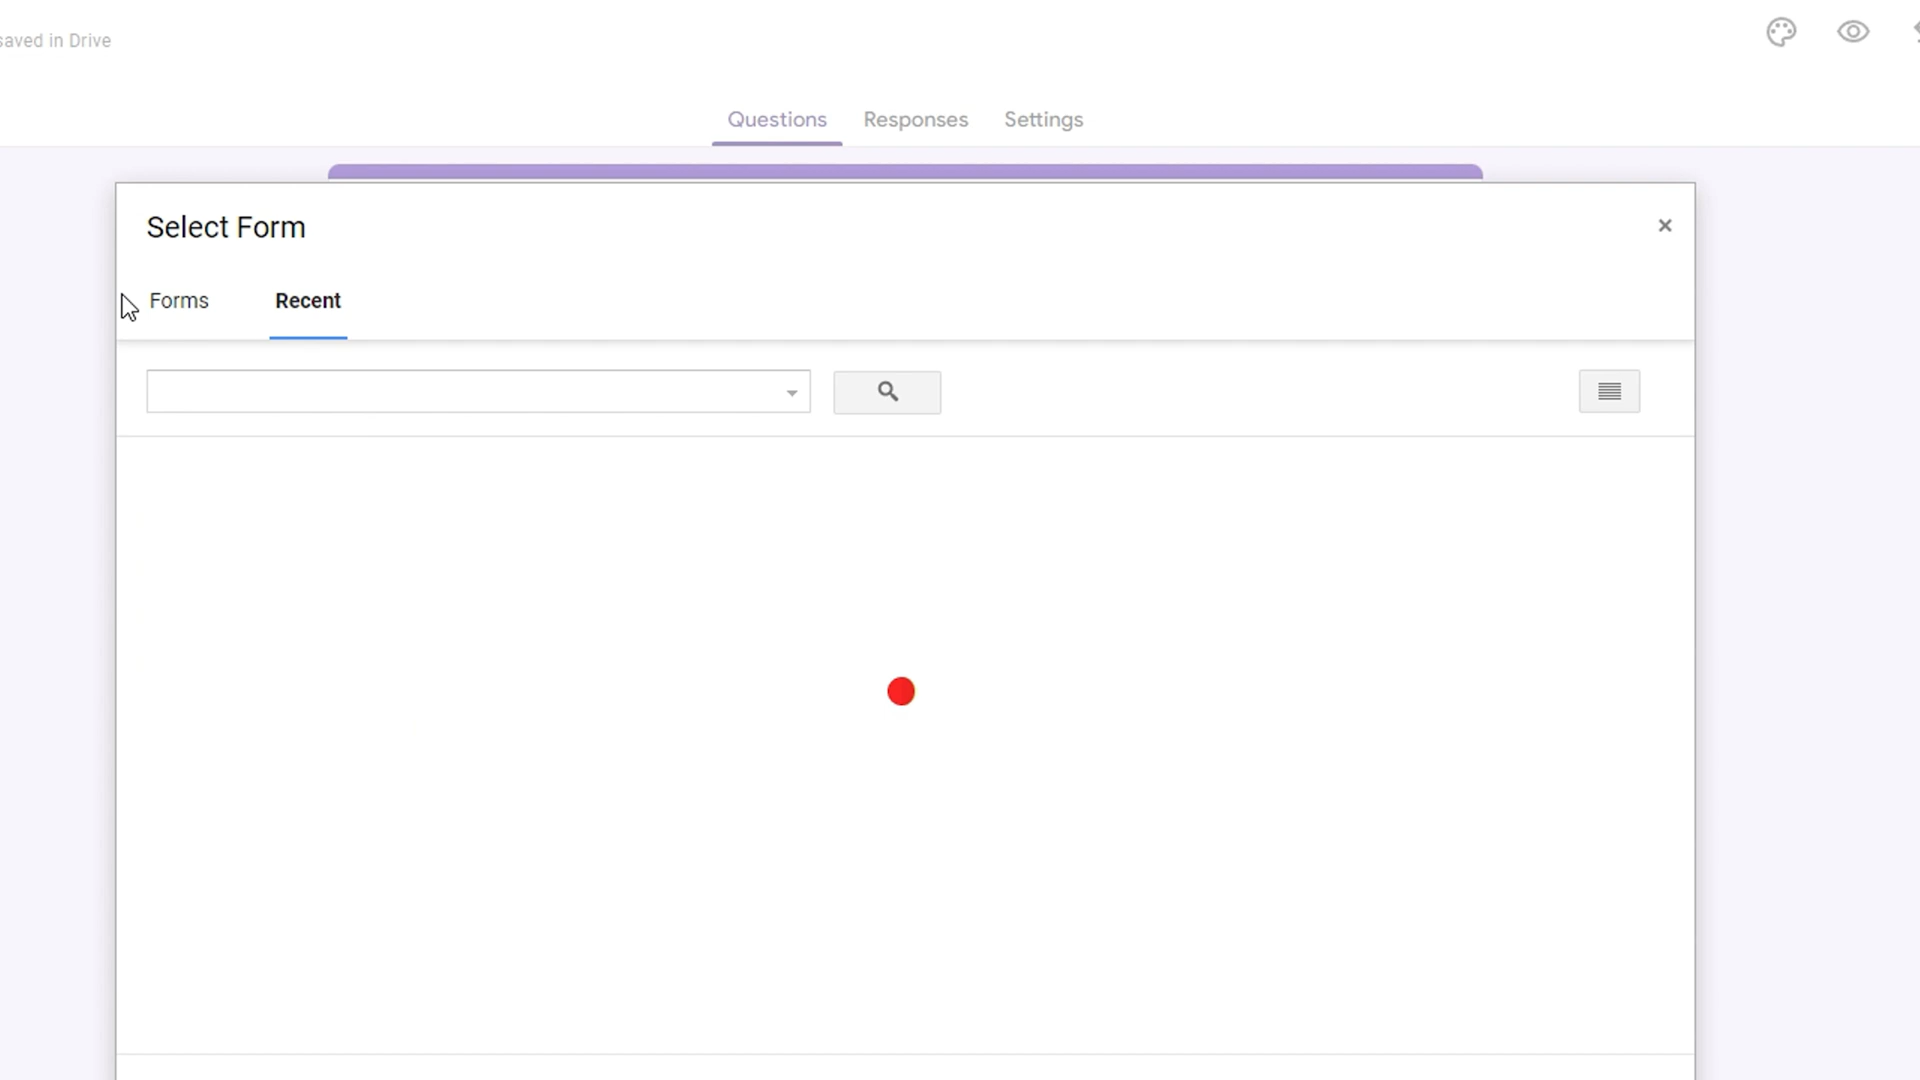 saved in Drive
Questions Responses Settings
Select Form
Forms Recent